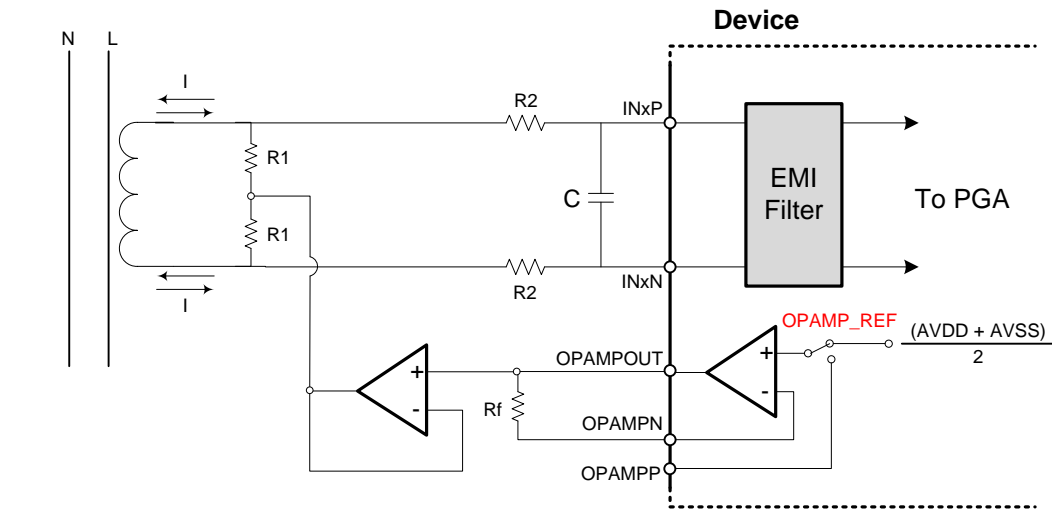 Device
N
L
I
R2
INxP
R1
EMI
Filter
C
To PGA
R1
I
R2
INxN
OPAMP_REF
(AVDD + AVSS)
2
OPAMPOUT
+
-
+
-
Rf
OPAMPN
OPAMPP